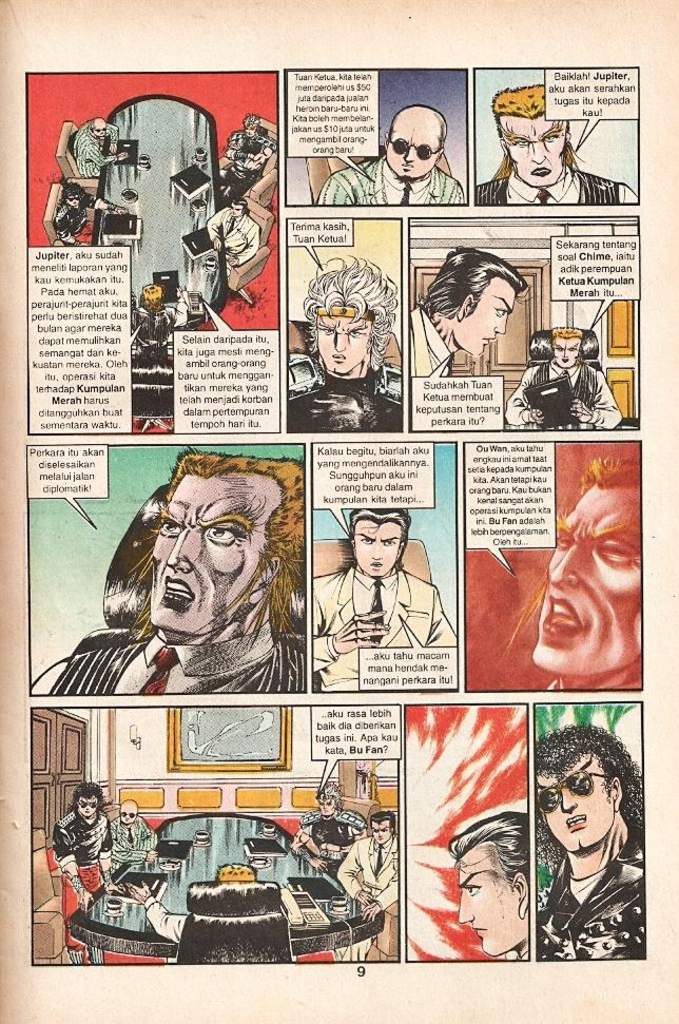 Jupiter, aku sudah
meneliti laporan yang
kau kemukakan itu.
Pada hemat aku,
perajurit-perajurit kita
perlu beristirehat dua
bulan agar mereka
dapat memulihkan
semangat dan ke-
kuatan mereka. Oleh
itu, operasi kita
terhadap Kumpulan
Merah harus
ditangguhkan buat
sementara waktu.
Selain daripada itu,
kita juga mesti meng-
ambil orang-orang
baru untuk menggan-
tikan mereka yang
telah menjadi korban
dalam pertempuran
tempoh hari itu.
Tuan Ketua, kita telah
memperolehi us $50
juta daripada jualan
heroin baru-baru ini.
Kita boleh membelan-
jakan us $10 juta untuk
mengambil orang-
orang baru!
Baiklah! Jupiter,
aku akan serahkan
tugas itu kepada
kau!
Terima kasih,
Tuan Ketua!
Sudahkah Tuan
Ketua membuat
keputusan tentang
perkara itu?
Sekarang tentang
soal Chime, iaitu
adik perempuan
Ketua Kumpulan
Merah itu...
Perkara itu akan
diselesaikan
melalui jalan
diplomatik!
Kalau begitu, biarlah aku
yang mengendalikannya.
Sungguhpun aku ini
orang baru dalam
kumpulan kita tetapi...
...aku tahu macam
mana hendak me-
nangani perkara itu!
Ou Wan, aku tahu
engkau ini amat taat
setia kepada kumpulan
kita. Akan tetapi kau
orang baru. Kau bukan
kenal sangat akan
operasi kumpulan kita
ini. Bu Fan adalah
lebih berpengalaman.
Oleh itu...
..aku rasa lebih
baik dia diberikan
tugas ini. Apa kau
kata, Bu Fan?
9